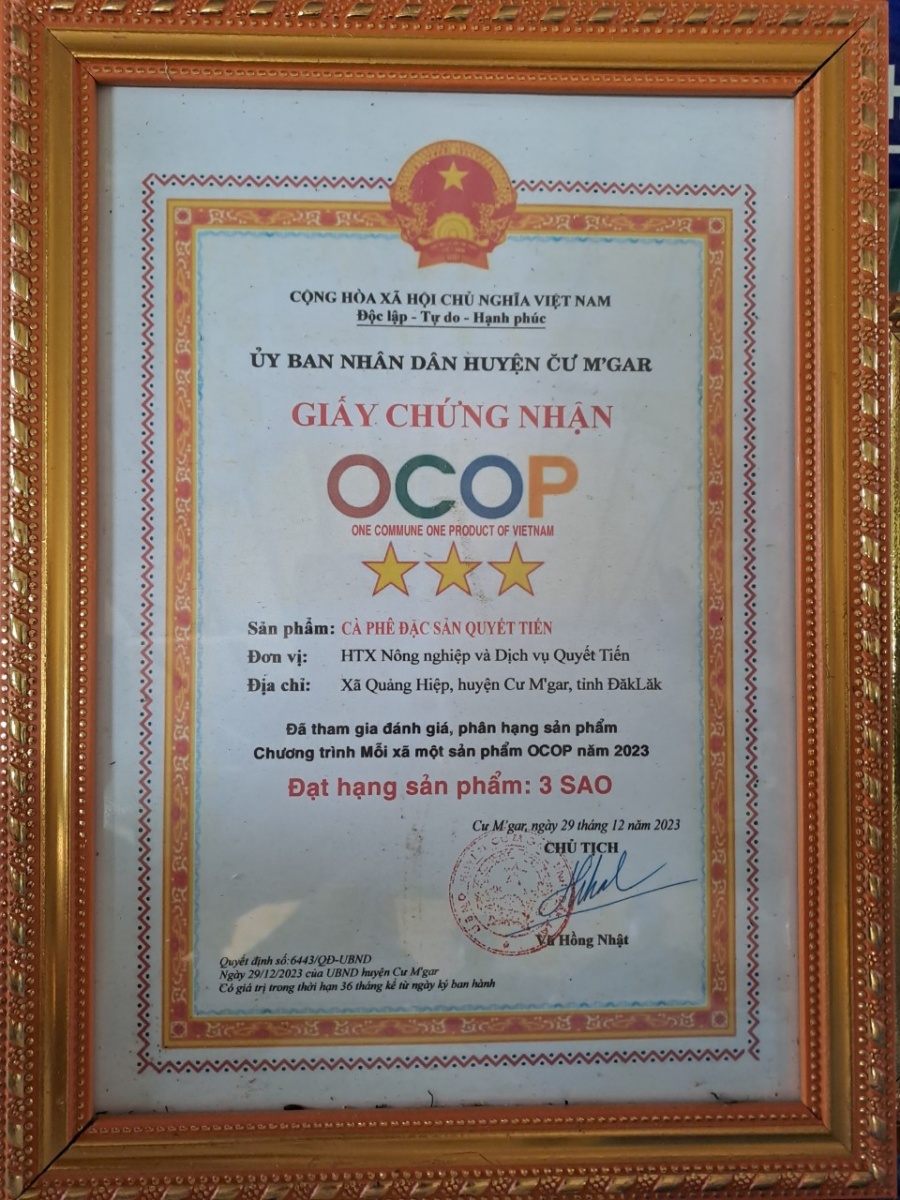 CỘNG HÒA XÃ HỘI CHỦ NGHĨA VIỆT NAM
Độc lập - Tự do - Hạnh phúc
ỦY BAN NHÂN DÂN HUYỆN CƯ M'GAR
GIẤY CHỨNG NHẬN
OCOP
ONE COMMUNE ONE PRODUCT OF VIETNAM
Sản phẩm: CÀ PHÊ ĐẶC SẢN QUYẾT TIẾN
Đơn vị: HTX Nông nghiệp và Dịch vụ Quyết Tiến
Địa chỉ: Xã Quảng Hiệp, huyện Cư M'gar, tỉnh ĐăkLăk
Đã tham gia đánh giá, phân hạng sản phẩm
Chương trình Mỗi xã một sản phẩm OCOP năm 2023
Đạt hạng sản phẩm: 3 SAO
Cư M'gar, ngày 29 tháng 12 năm 2023
CHỦ TỊCH
Vũ Hồng Nhật
Quyết định số:6443/QĐ-UBND
Ngày 29/12/2023 của UBND huyện Cư M'gar
Có giá trị trong thời hạn 36 tháng kể từ ngày ký ban hành